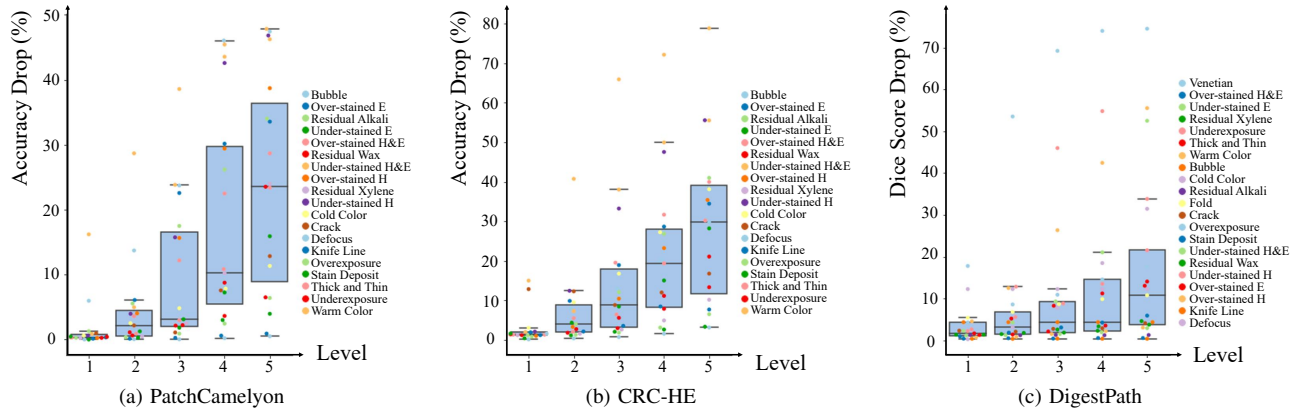 Accuracy Drop (%)
50
40
30
20
10
0
1
2
3
4
5
Level
Bubble
Over-stained E
Residual Alkali
Under-stained E
Over-stained H&E
Residual Wax
Under-stained H&E
Over-stained H
Residual Xylene
Under-stained H
Cold Color
Crack
Defocus
Knife Line
Overexposure
Stain Deposit
Thick and Thin
Underexposure
Warm Color
(a) PatchCamelyon
Accuracy Drop (%)
80
70
60
50
40
30
20
10
0
1
2
3
4
5
Level
Bubble
Over-stained E
Residual Alkali
Under-stained E
Over-stained H&E
Residual Wax
Under-stained H&E
Over-stained H
Residual Xylene
Under-stained H
Cold Color
Crack
Defocus
Knife Line
Overexposure
Stain Deposit
Thick and Thin
Underexposure
Warm Color
(b) CRC-HE
Dice Score Drop (%)
70
60
50
40
30
20
10
0
1
2
3
4
5
Level
Venetian
Over-stained H&E
Under-stained E
Residual Xylene
Underexposure
Thick and Thin
Warm Color
Bubble
Cold Color
Residual Alkali
Fold
Crack
Overexposure
Stain Deposit
Under-stained H&E
Residual Wax
Under-stained H
Over-stained E
Over-stained H
Knife Line
Defocus
(c) DigestPath